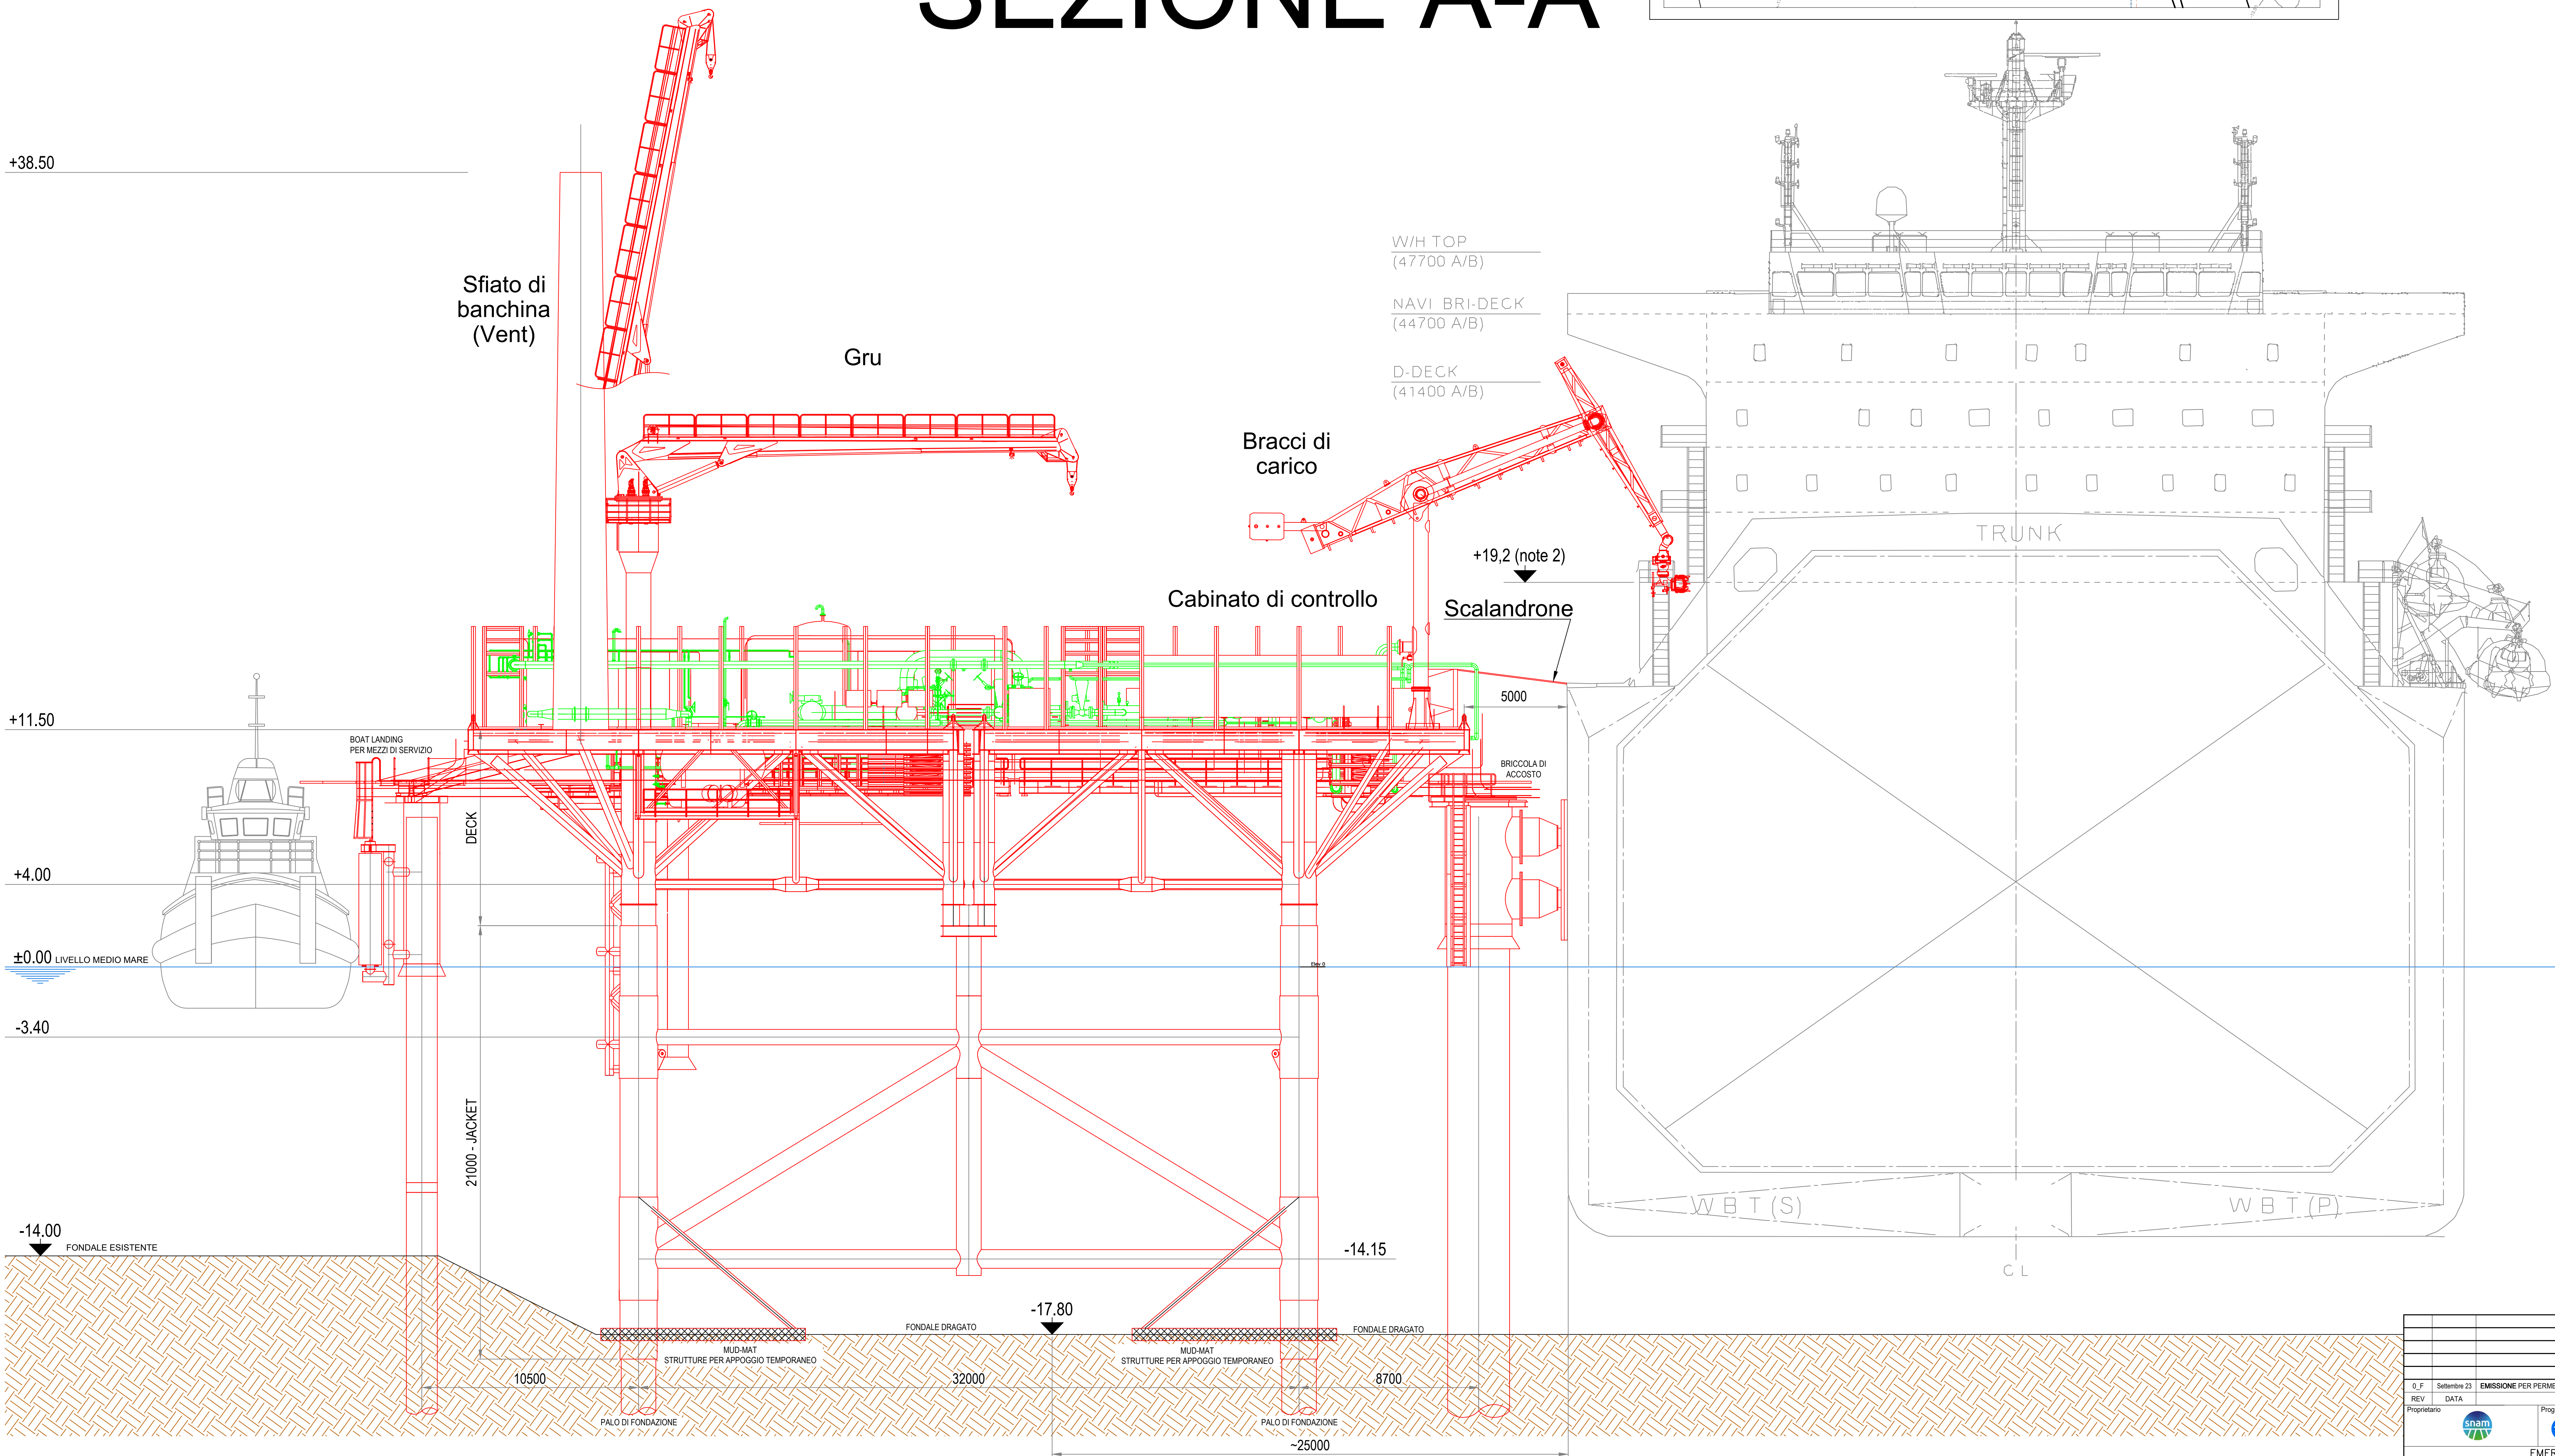 SEZIONE A-A
+38.50
Sfiato di
banchina
(Vent)
Gru
W/H TOP
(47700 A/B)
NAVI BRI-DECK
(44700 A/B)
D-DECK
(41400 A/B)
Bracci di
carico
TRUNK
+19,2 (note 2)
Cabinato di controllo
Scalandrone
5000
+11.50
BOAT LANDING
PER MEZZI DI SERVIZIO
BRICCOLA DI
ACCOSTO
DECK
+4.00
±0.00 LIVELLO MEDIO MARE
Elev 0
-3.40
21000 - JACKET
W B T (S)
W B T (P)
-14.00
FONDALE ESISTENTE
-14.15
C L
-17.80
FONDALE DRAGATO
FONDALE DRAGATO
MUD-MAT
STRUTTURE PER APPOGGIO TEMPORANEO
MUD-MAT
STRUTTURE PER APPOGGIO TEMPORANEO
10500
32000
8700
PALO DI FONDAZIONE
PALO DI FONDAZIONE
~25000
0_F Settembre 23 EMISSIONE PER PERME
REV DATA
Proprietario
Prog
snam
EMER